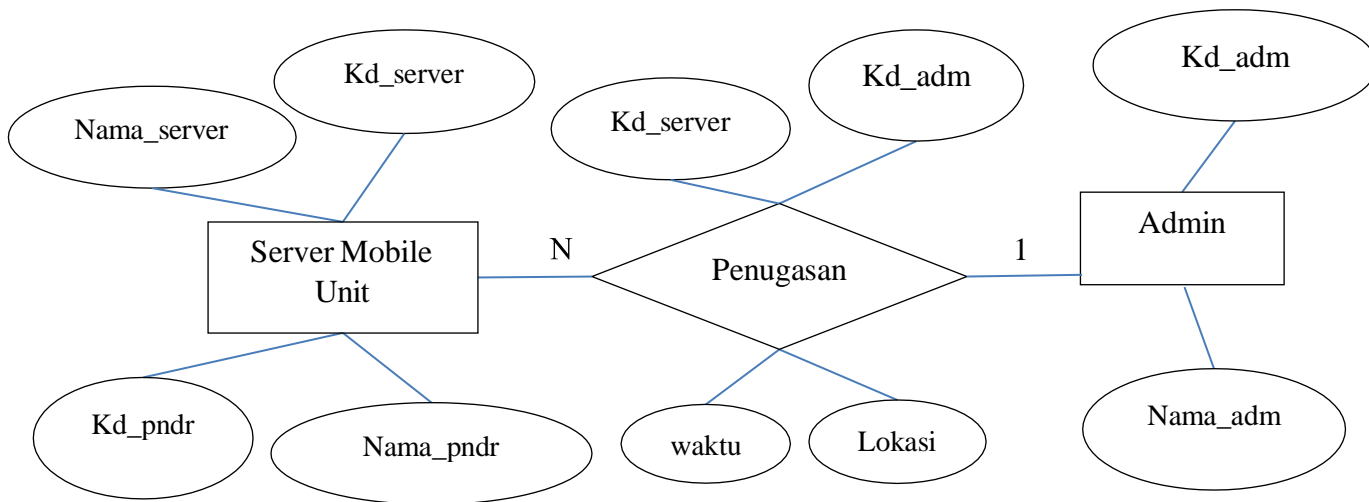 Kd_server
Kd_adm
Kd_adm
Nama_server
Kd_server
Server Mobile
Unit
N
Penugasan
1
Admin
Kd_pndr
Nama_pndr
waktu
Lokasi
Nama_adm